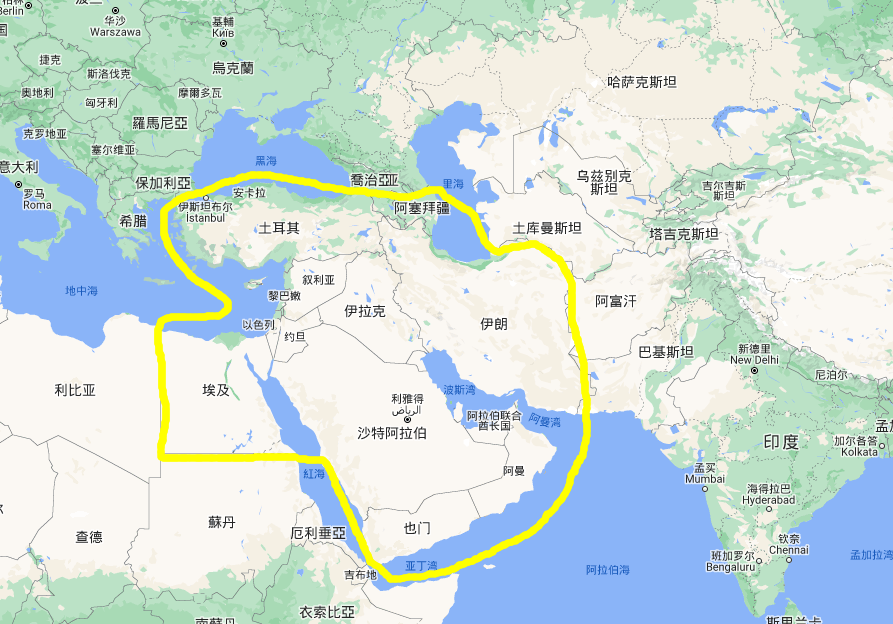 Berlin
华沙
Warszawa
基輔
Київ
捷克
斯洛伐克
烏克蘭
哈萨克斯坦
奥地利
匈牙利
摩爾多瓦
羅馬尼亞
克罗地亚
塞尔维亚
意大利
罗马
Roma
保加利亞
黑海
喬治亞
里海
乌兹别克
斯坦
吉尔吉斯
斯坦
安卡拉
伊斯坦布尔
İstanbul
阿塞拜疆
希腊
土耳其
土库曼斯坦
塔吉克斯坦
地中海
叙利亚
黎巴嫩
伊拉克
伊朗
阿富汗
以色列
约旦
巴基斯坦
新德里
New Delhi
尼泊尔
利比亚
埃及
波斯湾
利雅得
الرياض
阿拉伯联合
酋长国
阿曼湾
沙特阿拉伯
印度
加尔各答
Kolkata
紅海
阿曼
孟买
Mumbai
海得拉巴
Hyderabad
苏丹
乍得
查德
厄利垂亞
也门
亚丁湾
吉布地
阿拉伯海
班加罗尔
Bengaluru
钦奈
Chennai
孟加拉湾
衣索比亞
南蘇丹
斯里兰卡